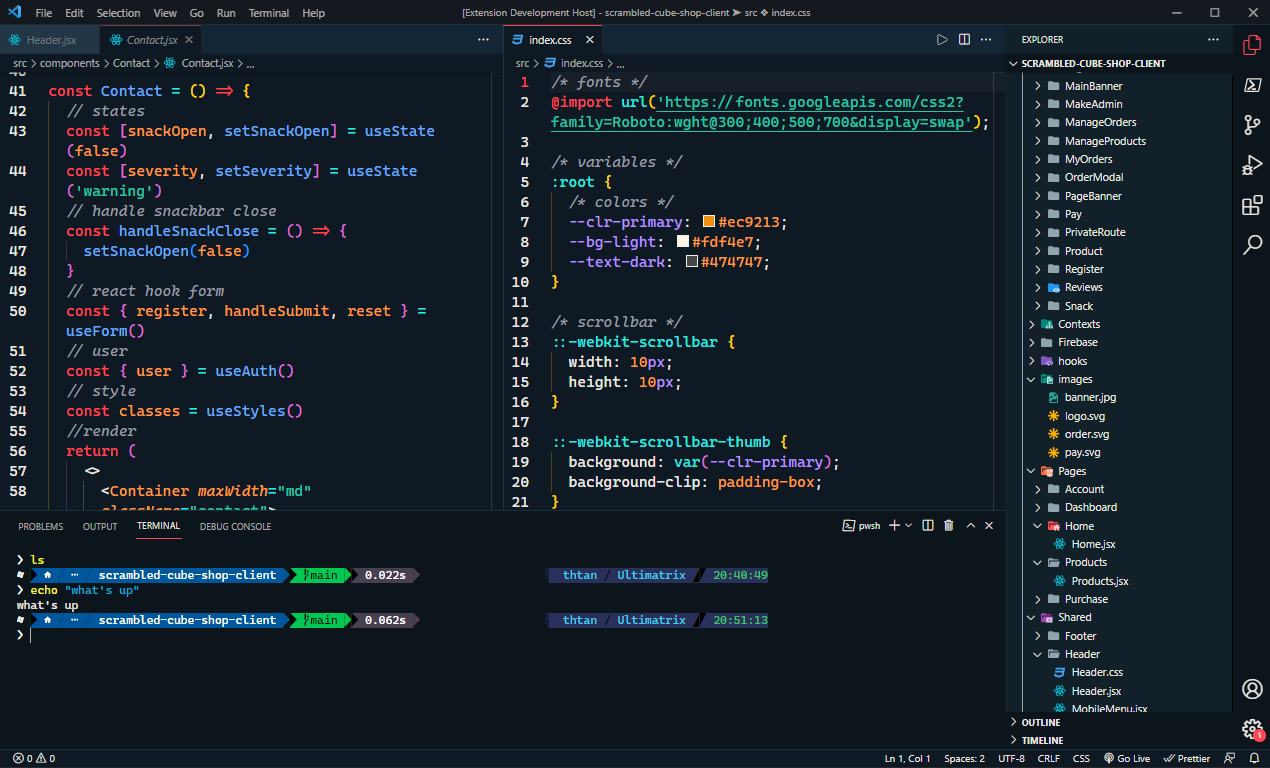 File Edit Selection View Go Run Terminal Help
[Extension Development Host] - scrambled-cube-shop-client ➤ src ❖ index.css
Header.jsx
Contact.jsx
src > components > Contact > Contact.jsx > ...
41 const Contact = () => {
42 // states
43 const [snackOpen, setSnackOpen] = useState
(false)
44 const [severity, setSeverity] = useState
('warning')
45 // handle snackbar close
46 const handleSnackClose = () => {
47 setSnackOpen(false)
48 }
49 // react hook form
50 const { register, handleSubmit, reset } =
useForm()
51 // user
52 const { user } = useAuth()
53 // style
54 const classes = useStyles()
55 //render
56 return (
57 <>
58 <Container maxWidth="md"
className="contact">
index.css
src > index.css > ...
1 /* fonts */
2 @import url('https://fonts.googleapis.com/css2?
family=Roboto:wght@300;400;500;700&display=swap');
3
4 /* variables */
5 :root {
6 /* colors */
7 --clr-primary: #ec9213;
8 --bg-light: #fdf4e7;
9 --text-dark: #474747;
10 }
11
12 /* scrollbar */
13 ::-webkit-scrollbar {
14 width: 10px;
15 height: 10px;
16 }
17
18 ::-webkit-scrollbar-thumb {
19 background: var(--clr-primary);
20 background-clip: padding-box;
21 }
EXPLORER
SCRAMBLED-CUBE-SHOP-CLIENT
MainBanner
MakeAdmin
ManageOrders
ManageProducts
MyOrders
OrderModal
PageBanner
Pay
PrivateRoute
Product
Register
Reviews
Snack
Contexts
Firebase
hooks
images
banner.jpg
logo.svg
order.svg
pay.svg
Pages
Account
Dashboard
Home
Home.jsx
Products
Products.jsx
Purchase
Shared
Footer
Header
Header.css
Header.jsx
MobileMenu.jsx
OUTLINE
TIMELINE
1
PROBLEMS OUTPUT TERMINAL DEBUG CONSOLE
pwsh
❯ ls
scrambled-cube-shop-client main 0.022s thtan / Ultimatrix 20:40:49
❯ echo "what's up"
what's up
scrambled-cube-shop-client main 0.062s thtan / Ultimatrix 20:51:13
❯
0 0 Ln 1, Col 1 Spaces: 2 UTF-8 CRLF CSS Go Live Prettier